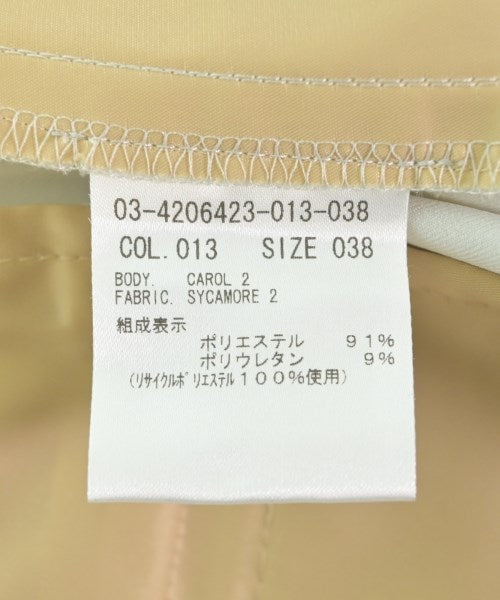 03-4206423-013-038
COL. 013 SIZE 038
BODY. CAROL 2
FABRIC. SYCAMORE 2
組成表示
ポリエステル 91%
ポリウレタン 9%
(リサイクルポリエステル100%使用)